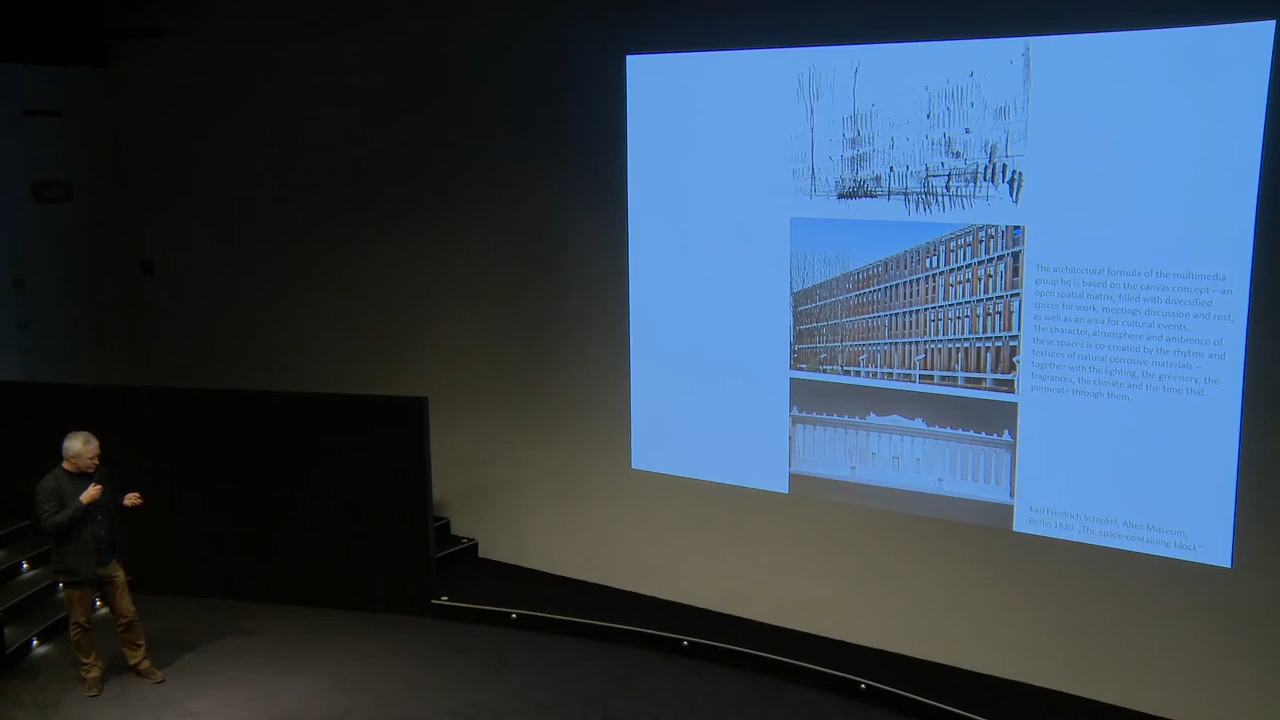 The architectural formula of the multimedia
group hq is based on the canvas concept – an
open spatial matrix, filled with diversified
spaces for work, meetings discussion and rest,
as well as an area for cultural events.
The character, atmosphere and ambience of
these spaces is co-created by the rhytms and
textures of natural corrosive materials –
together with the lighting, the greenery, the
fragrances, the climate and the time that
permeate through them.
Karl Friedrich Schinkel, Altes Museum,
Berlin 1830. „The space-containing block"